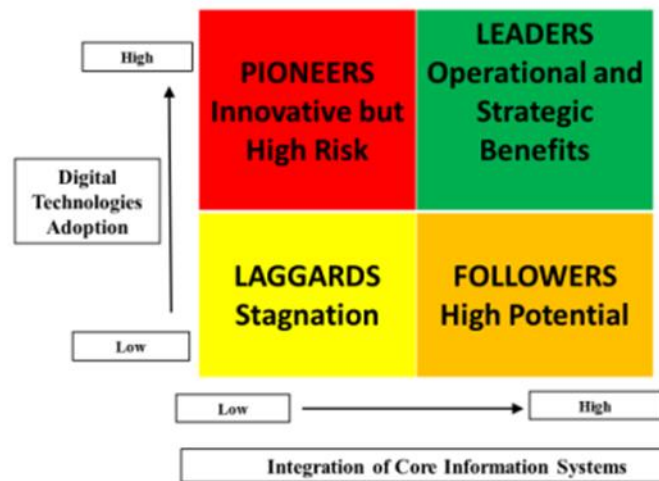 High
PIONEERS
Innovative but
High Risk
LEADERS
Operational and
Strategic
Benefits
Digital
Technologies
Adoption
LAGGARDS
Stagnation
FOLLOWERS
High Potential
Low
Low
High
Integration of Core Information Systems